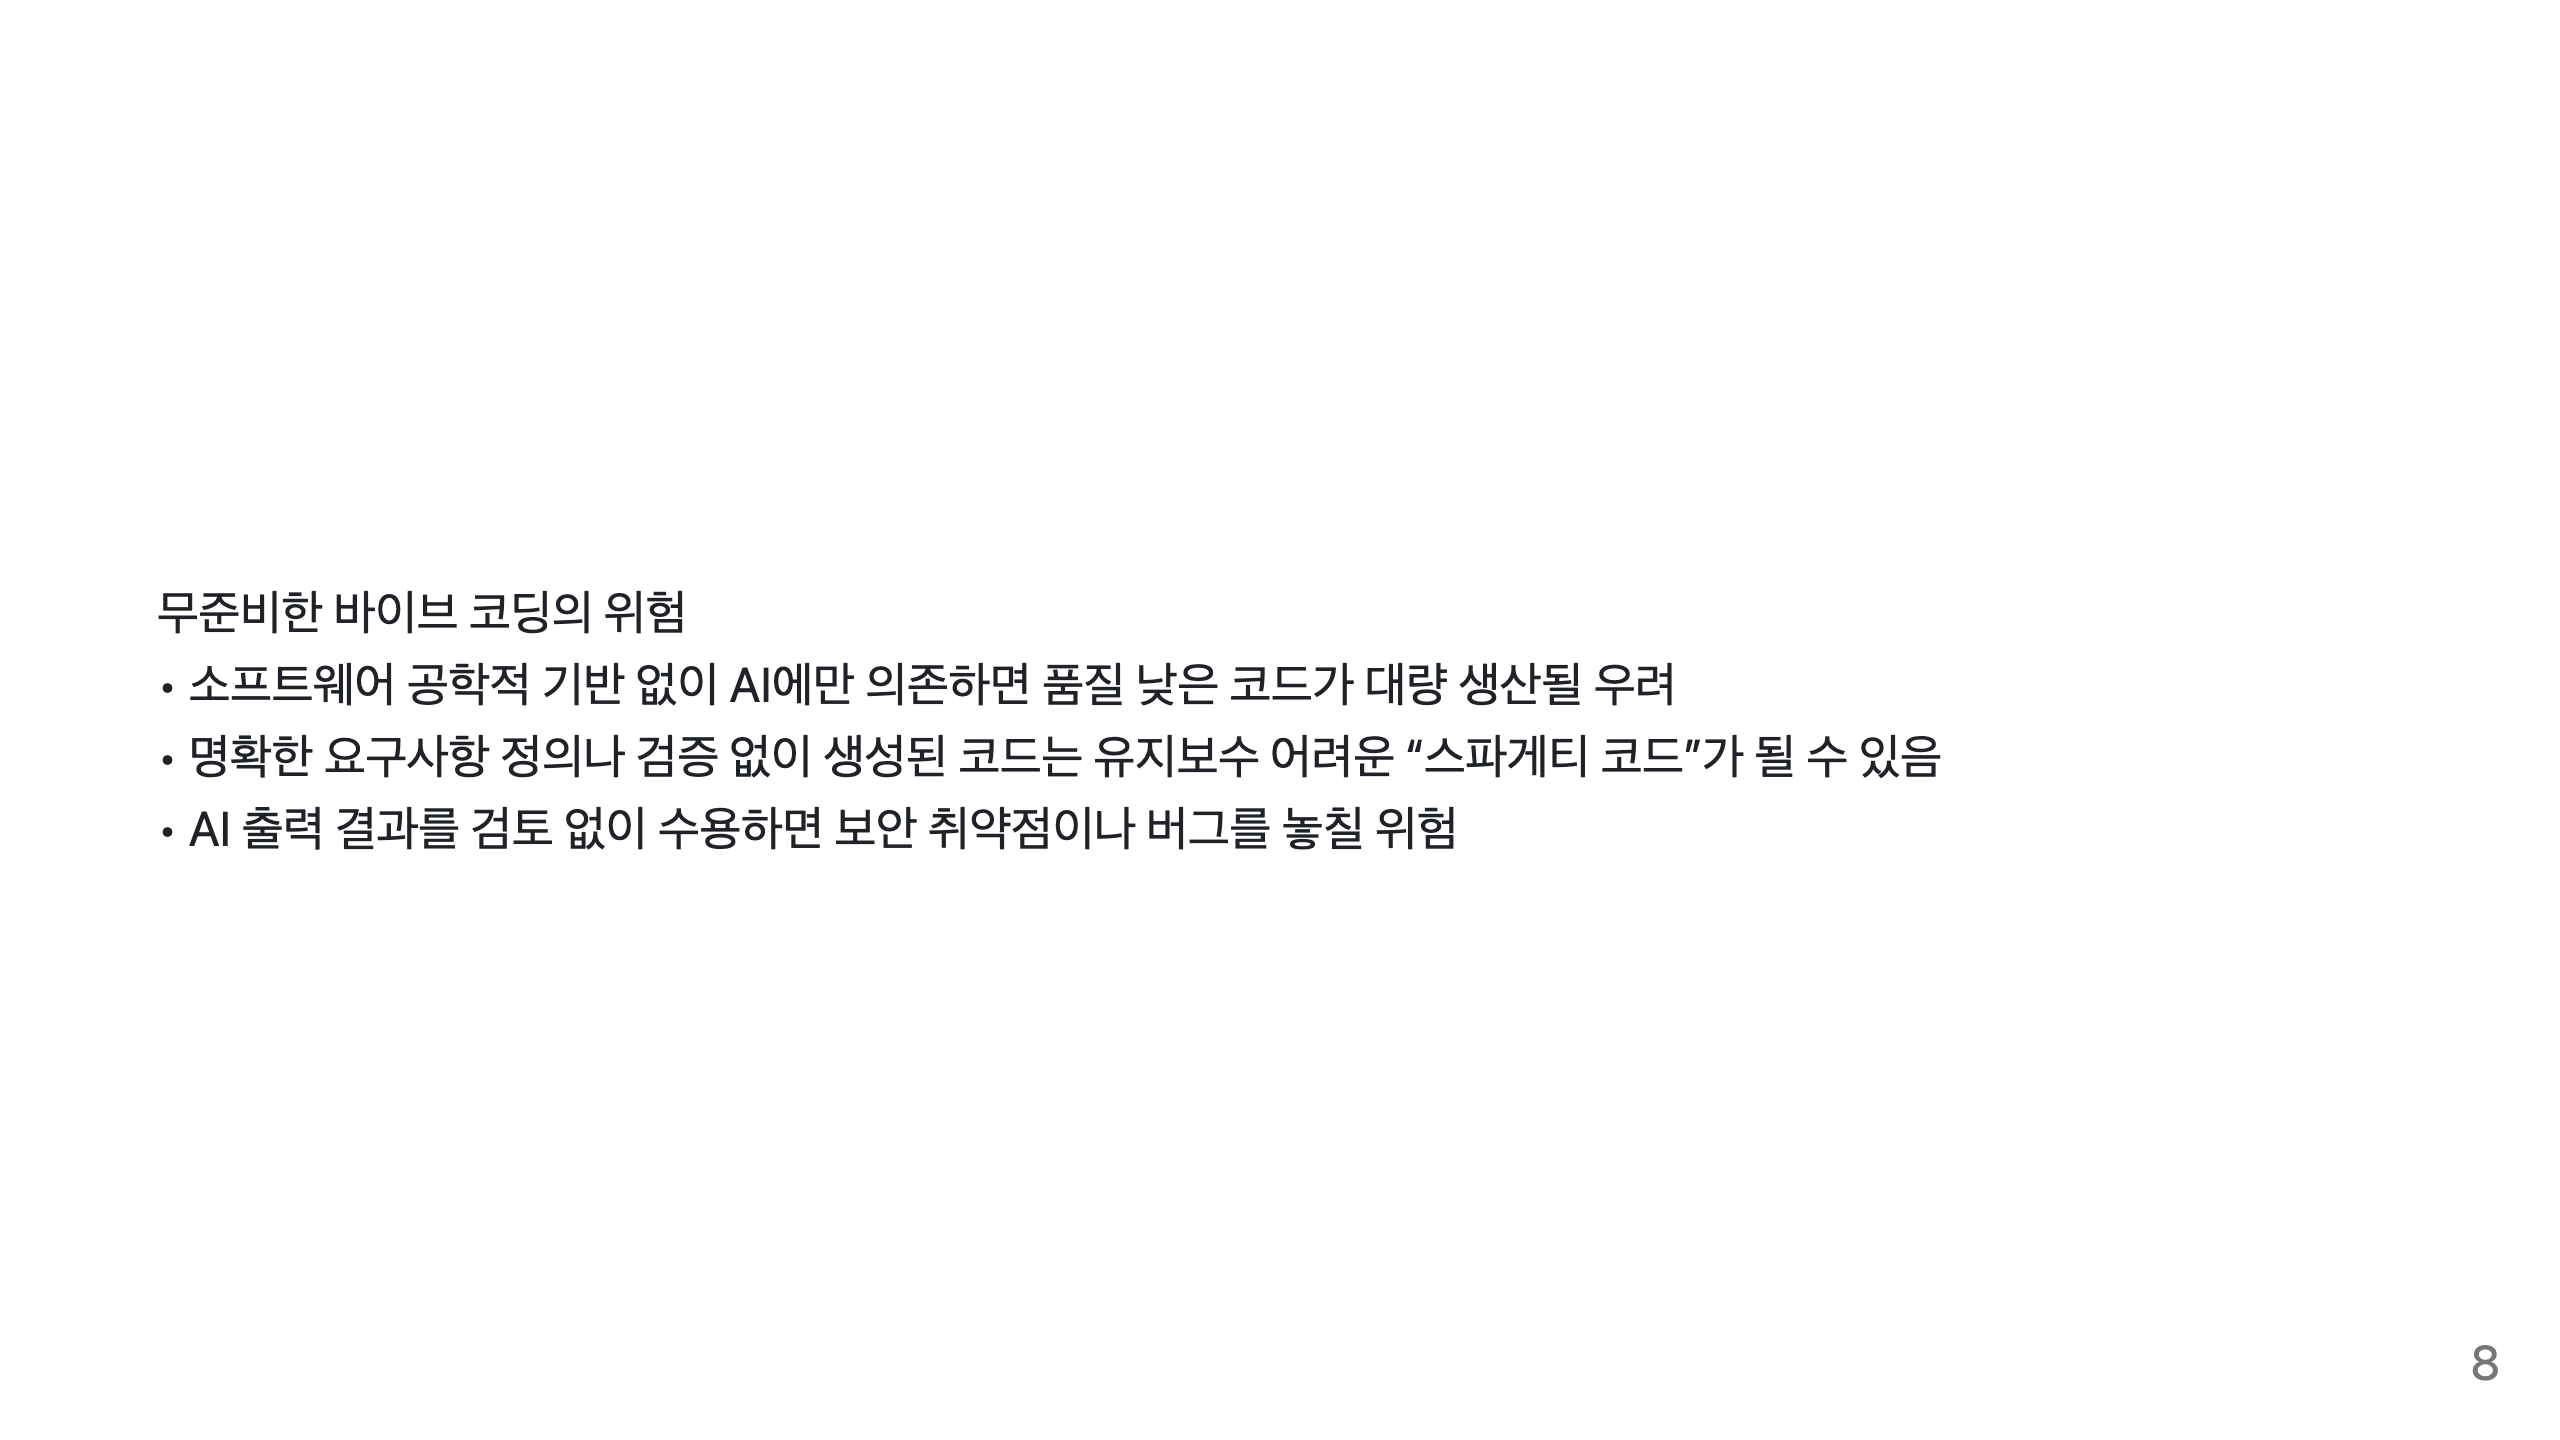 무준비한 바이브 코딩의 위험
• 소프트웨어 공학적 기반 없이 AI에만 의존하면 품질 낮은 코드가 대량 생산될 우려
• 명확한 요구사항 정의나 검증 없이 생성된 코드는 유지보수 어려운 “스파게티 코드”가 될 수 있음
• AI 출력 결과를 검토 없이 수용하면 보안 취약점이나 버그를 놓칠 위험
8